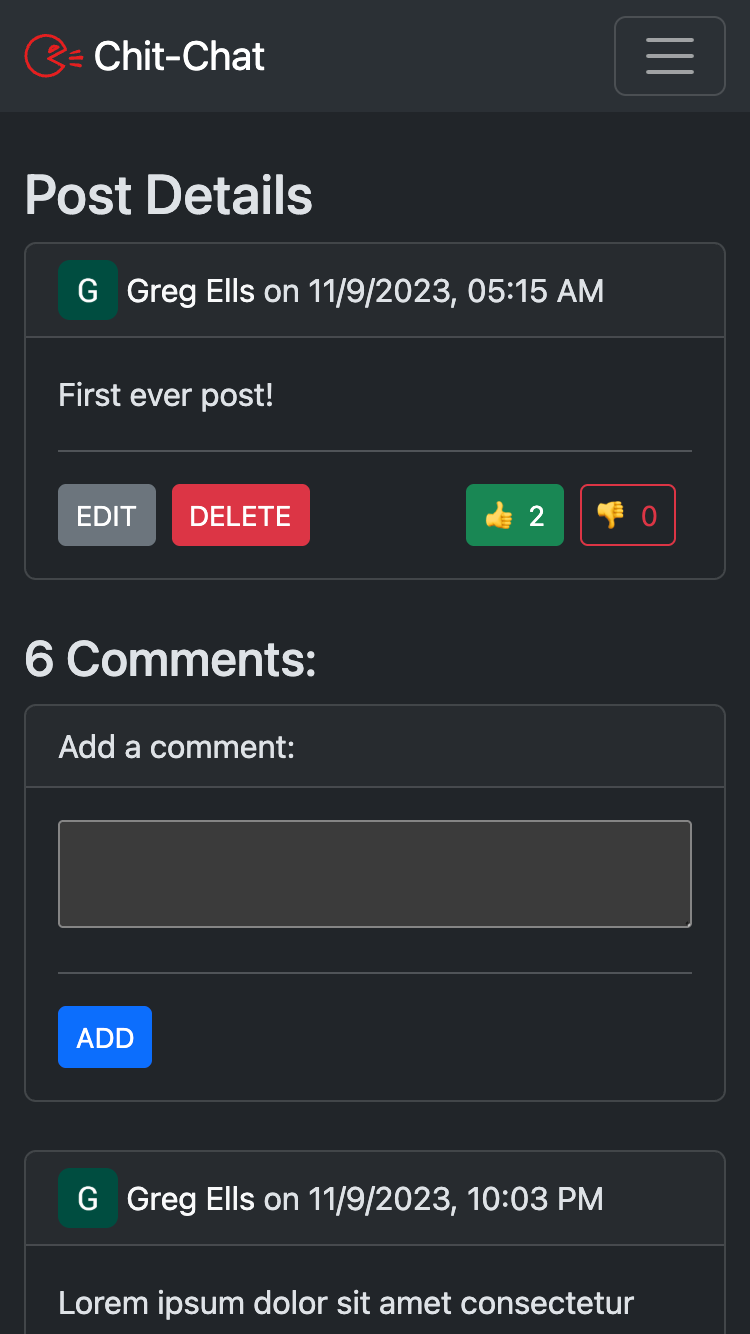 Chit-Chat
Post Details
G Greg Ells on 11/9/2023, 05:15 AM
First ever post!
EDIT DELETE 👍 2 👎 0
6 Comments:
Add a comment:
ADD
G Greg Ells on 11/9/2023, 10:03 PM
Lorem ipsum dolor sit amet consectetur